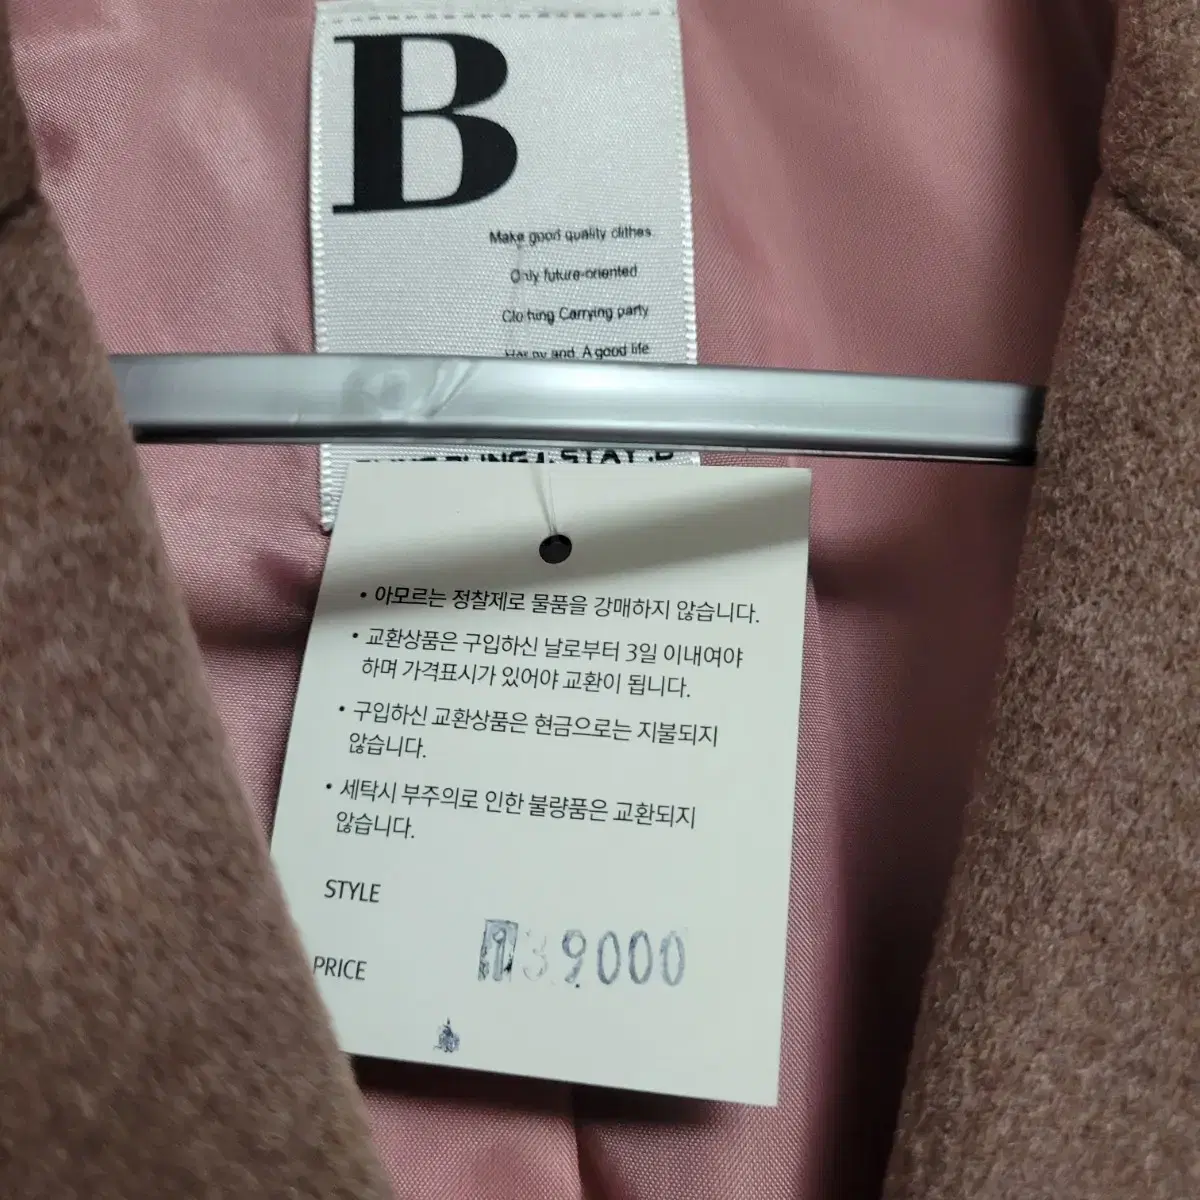 B
Make good quality clithes
Only future-oriented
Clothing Carrying party
and A good life
• 아모르는 정찰제로 물품을 강매하지 않습니다.
• 교환상품은 구입하신 날로부터 3일 이내여야
하며 가격표시가 있어야 교환이 됩니다.
• 구입하신 교환상품은 현금으로는 지불되지
않습니다.
• 세탁시 부주의로 인한 불량품은 교환되지
않습니다.
STYLE
PRICE 139000